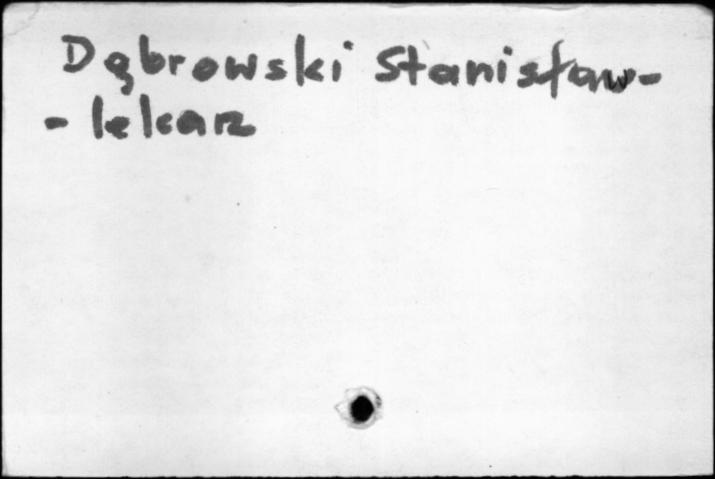 Dąbrowski Stanisław-
- lekarz